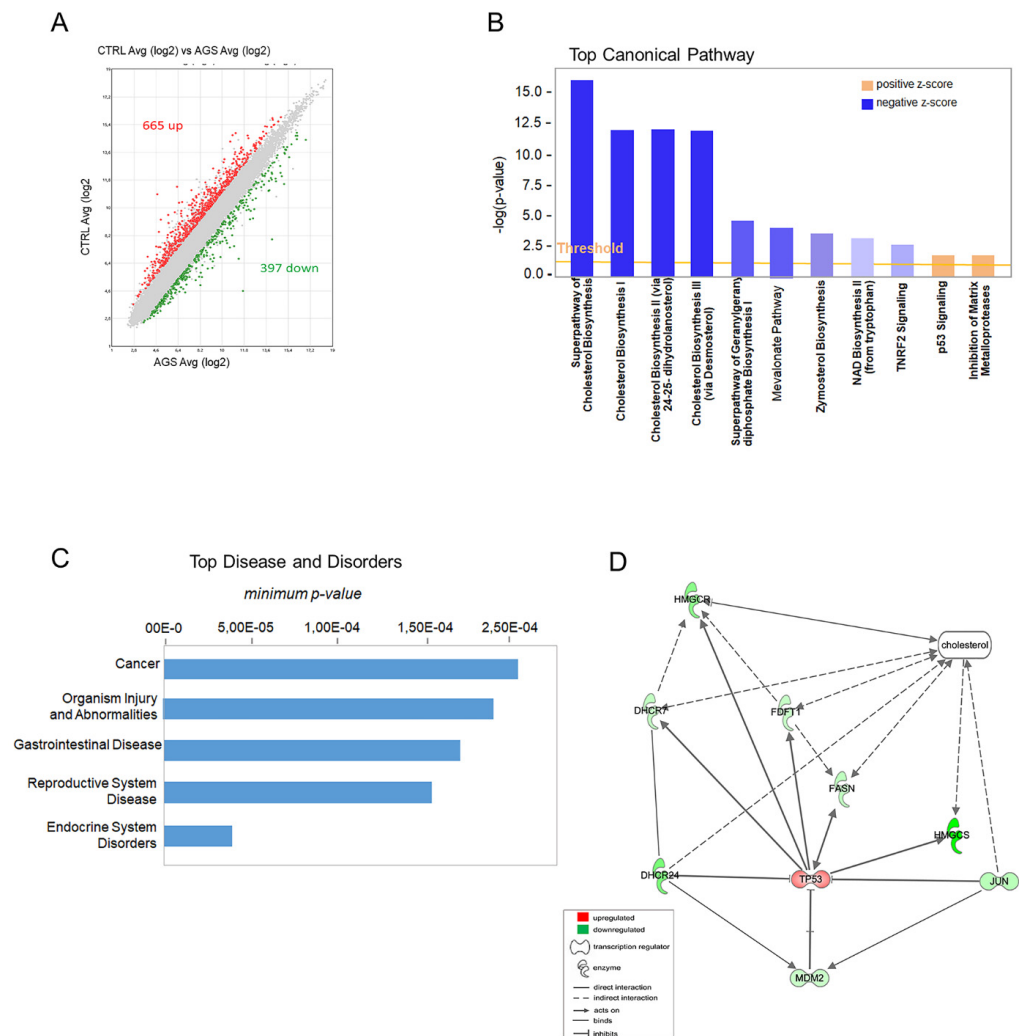 A
CTRL Avg (log2) vs AGS Avg (log2)
665 up
397 down
CTRL Avg (log2
AGS Avg (log2)
B
Top Canonical Pathway
positive z-score
negative z-score
-log(p-value)
15.0
12.5
10.0
7.5
5.0
2.5
0.0
Threshold
Superpathway of
Cholesterol Biosynthesis
Cholesterol Biosynthesis I
Cholesterol Biosynthesis II (via
24-25- dihydrolanosterol)
Cholesterol Biosynthesis III
(via Desmosterol)
Superpathway of Geranylgerany
diphosphate Biosynthesis I
Mevalonate Pathway
Zymosterol Biosynthesis
NAD Biosynthesis II
(from tryptophan)
TNRF2 Signaling
p53 Signaling
Inhibition of Matrix
Metalloproteases
C
Top Disease and Disorders
minimum p-value
00E-0 5,00E-05 1,00E-04 1,50E-04 2,50E-04
Cancer
Organism Injury
and Abnormalities
Gastrointestinal Disease
Reproductive System
Disease
Endocrine System
Disorders
D
HMGCR
cholesterol
DHCR7
FDFT1
FASN
HMGCS
DHCR24
TP53
JUN
MDM2
upregulated
downregulated
transcription regulator
enzyme
direct interaction
indirect interaction
acts on
binds
inhibits